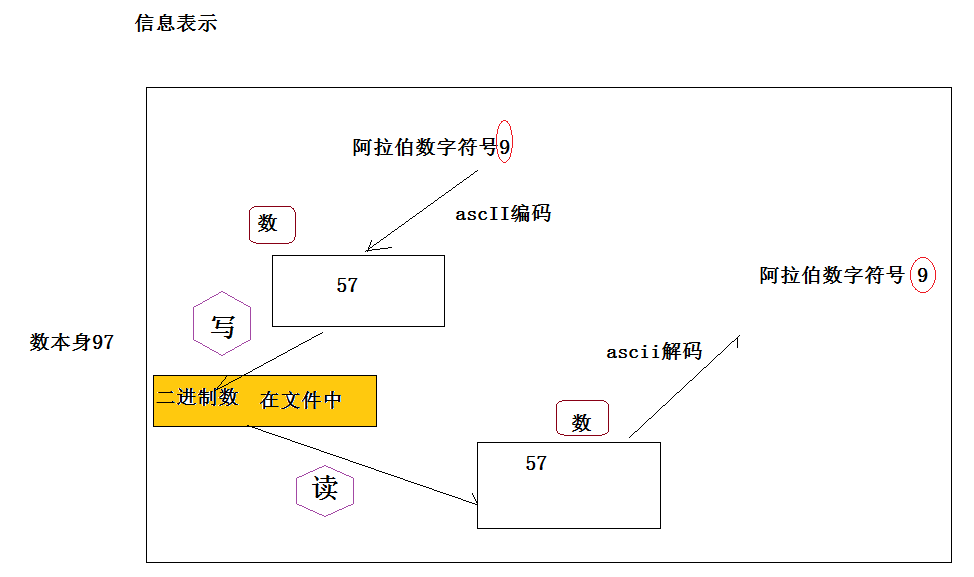 信息表示
阿拉伯数字符号9
ascII编码
数
57
阿拉伯数字符号 9
写
数本身97
ascii解码
二进制数 在文件中
数
57
读